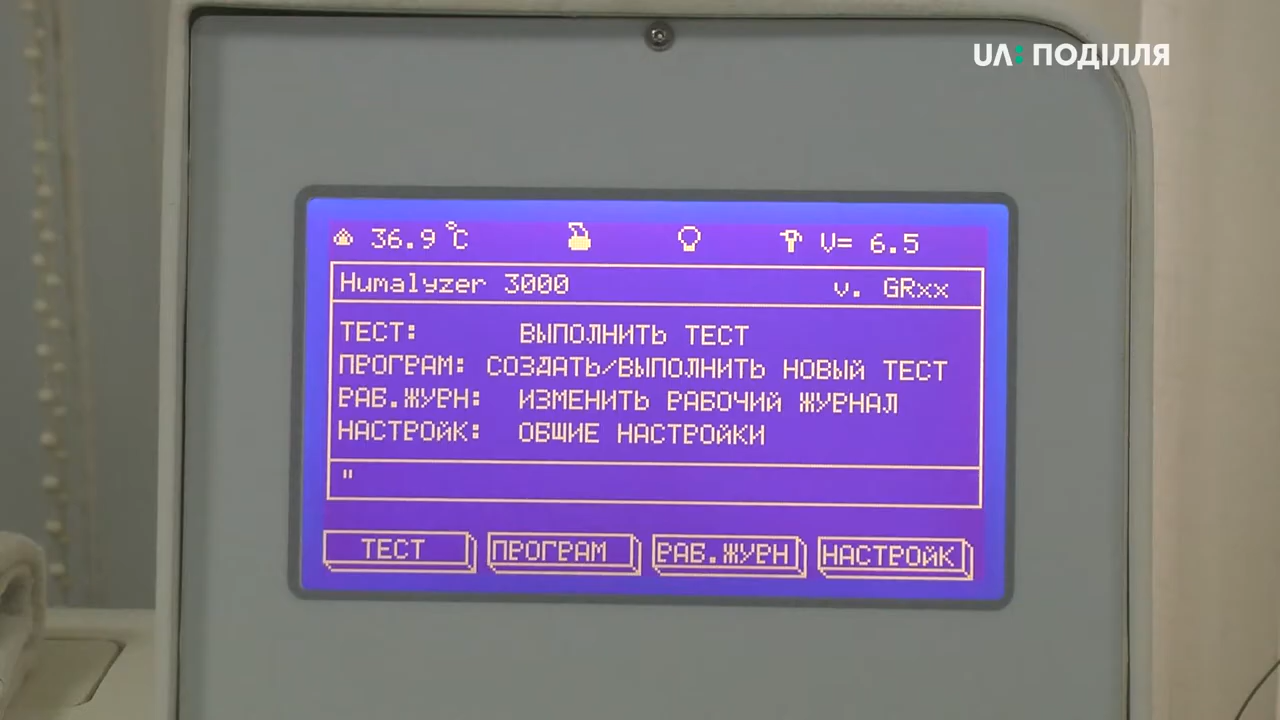 UA: ПОДІЛЛЯ
36.9 °C V= 6.5
Humalyzer 3000 v. GRxx
ТЕСТ: ВЫПОЛНИТЬ ТЕСТ
ПРОГРАМ: СОЗДАТЬ/ВЫПОЛНИТЬ НОВЫЙ ТЕСТ
РАБ.ЖУРН: ИЗМЕНИТЬ РАБОЧИЙ ЖУРНАЛ
НАСТРОЙК: ОБЩИЕ НАСТРОЙКИ
"
ТЕСТ ПРОГРАМ РАБ.ЖУРН НАСТРОЙК